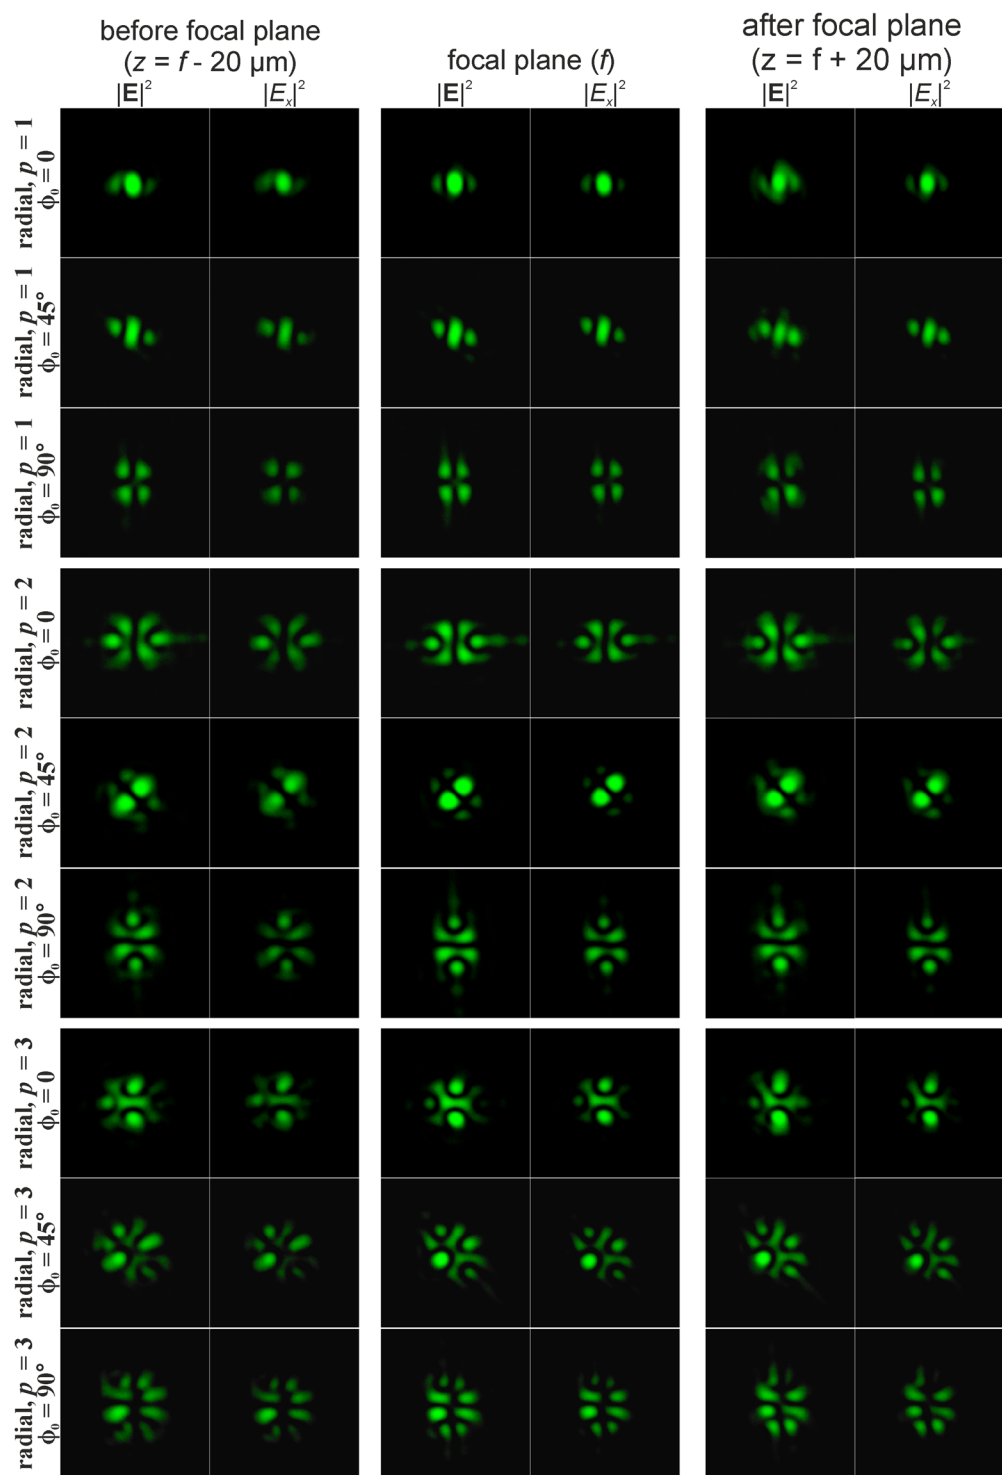 before focal plane
(z = f - 20 µm)
focal plane (f)
after focal plane
(z = f + 20 µm)
|E|² |Eₓ|² |E|² |Eₓ|² |E|² |Eₓ|²
radial, p = 1
ϕ₀ = 0
radial, p = 1
ϕ₀ = 45°
radial, p = 1
ϕ₀ = 90°
radial, p = 2
ϕ₀ = 0
radial, p = 2
ϕ₀ = 45°
radial, p = 2
ϕ₀ = 90°
radial, p = 3
ϕ₀ = 0
radial, p = 3
ϕ₀ = 45°
radial, p = 3
ϕ₀ = 90°